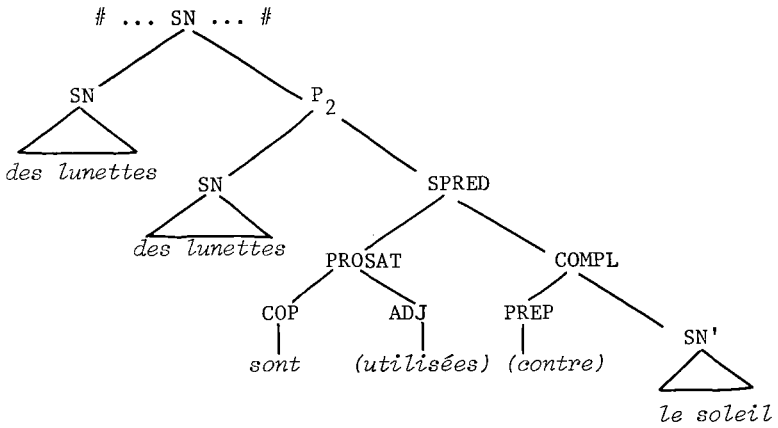 # ... SN ... #
SN P2
des lunettes
SN SPRED
des lunettes
PROSAT COMPL
COP ADJ PREP
SN'
sont (utilisées) (contre)
le soleil